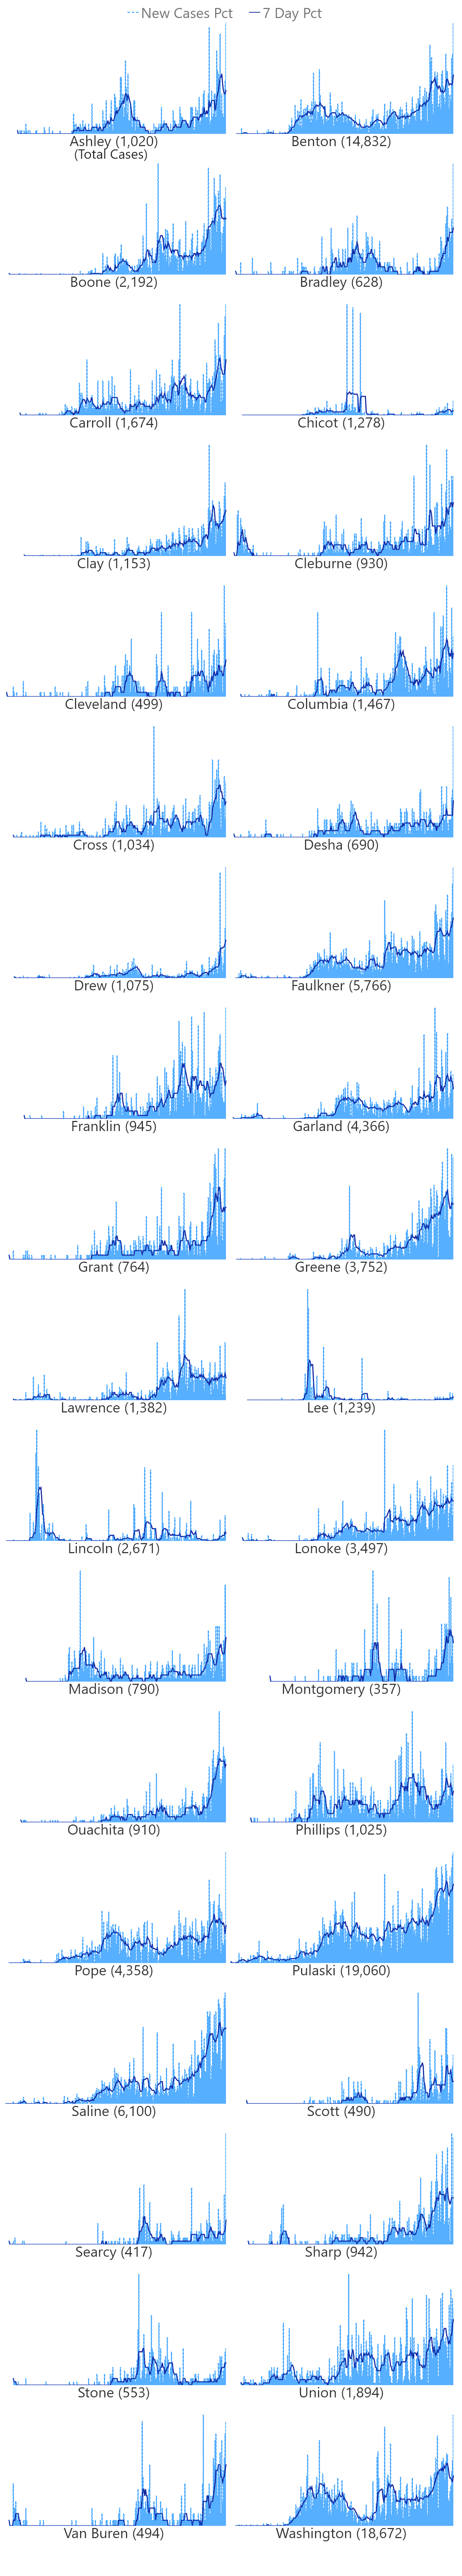 New Cases Pct 7 Day Pct
Ashley (1,020) Benton (14,832)
(Total Cases)
Boone (2,192) Bradley (628)
Carroll (1,674) Chicot (1,278)
Clay (1,153) Cleburne (930)
Cleveland (499) Columbia (1,467)
Cross (1,034) Desha (690)
Drew (1,075) Faulkner (5,766)
Franklin (945) Garland (4,366)
Grant (764) Greene (3,752)
Lawrence (1,382) Lee (1,239)
Lincoln (2,671) Lonoke (3,497)
Madison (790) Montgomery (357)
Ouachita (910) Phillips (1,025)
Pope (4,358) Pulaski (19,060)
Saline (6,100) Scott (490)
Searcy (417) Sharp (942)
Stone (553) Union (1,894)
Van Buren (494) Washington (18,672)